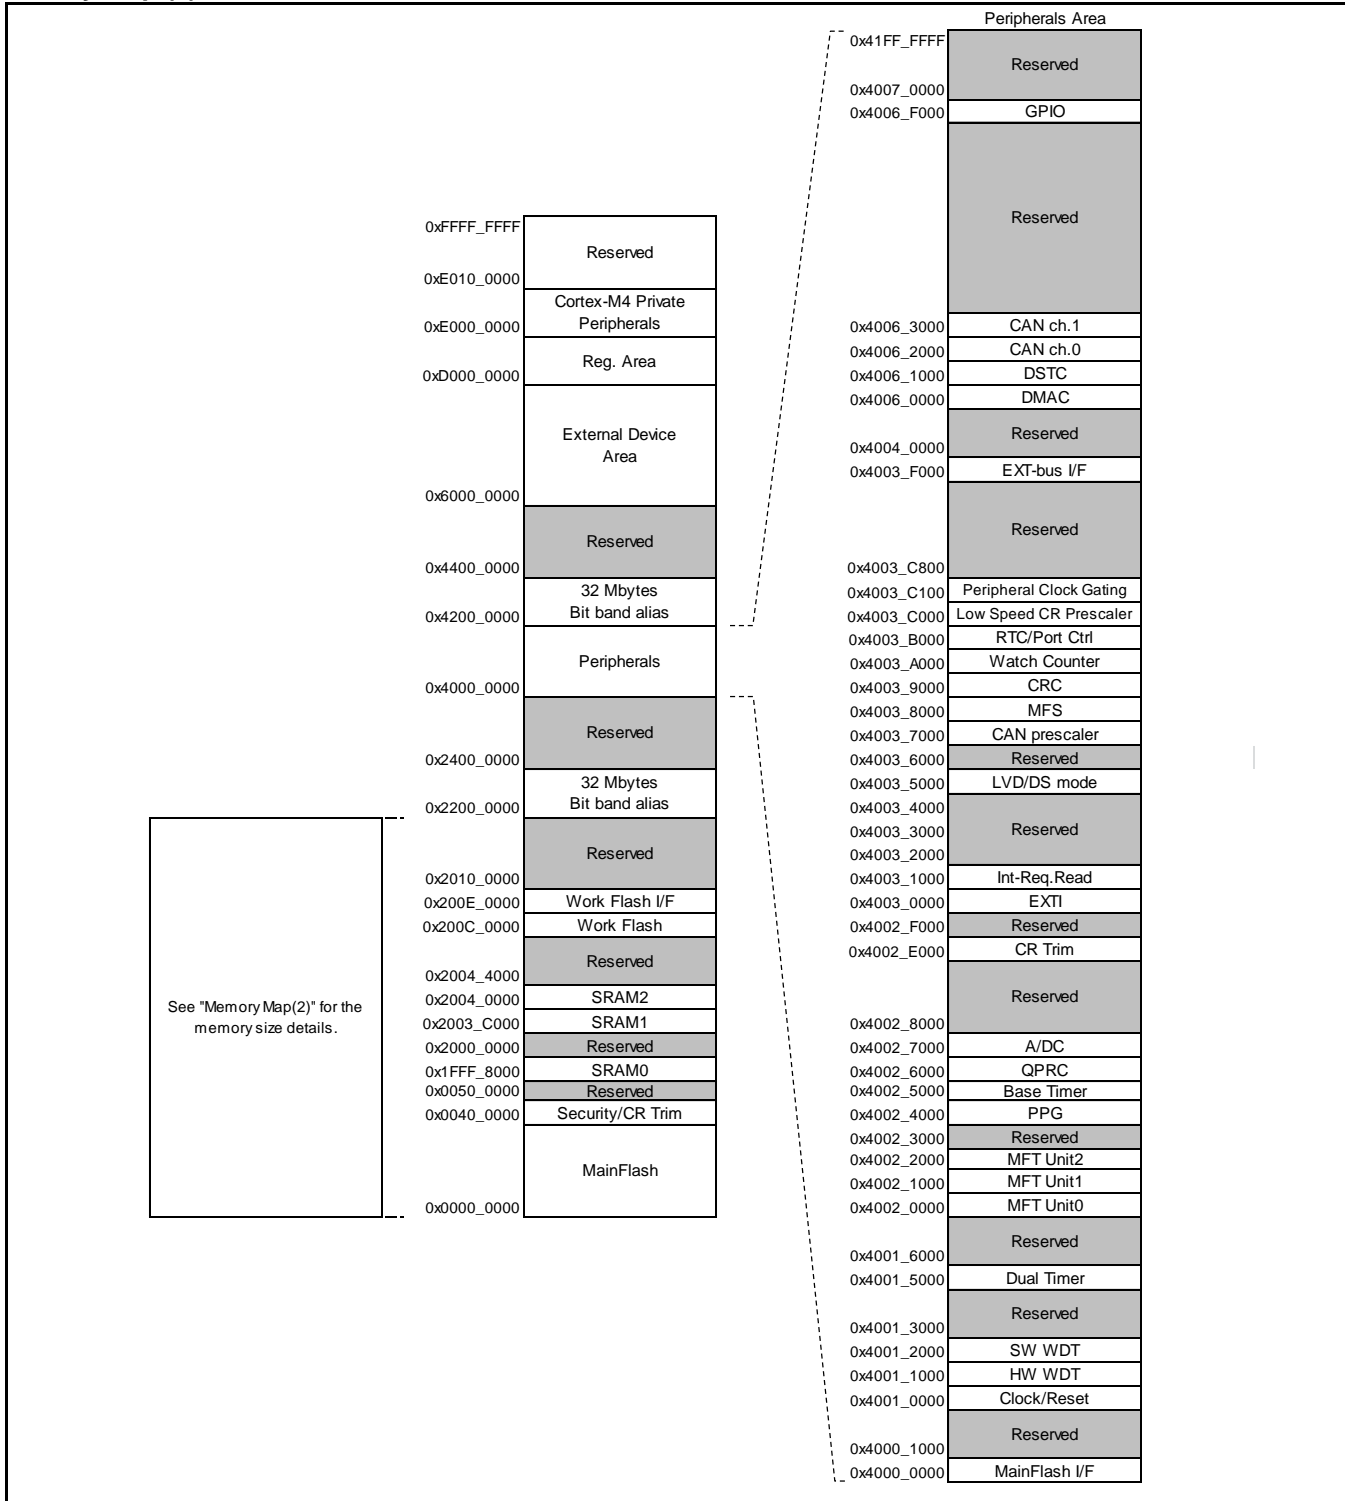 See "Memory Map(2)" for the
memory size details.
0xFFFF_FFFF
Reserved
0xE010_0000
Cortex-M4 Private
Peripherals
0xE000_0000
Reg. Area
0xD000_0000
External Device
Area
0x6000_0000
Reserved
0x4400_0000
32 Mbytes
Bit band alias
0x4200_0000
Peripherals
0x4000_0000
Reserved
0x2400_0000
32 Mbytes
Bit band alias
0x2200_0000
Reserved
0x2010_0000
0x200E_0000 Work Flash I/F
0x200C_0000 Work Flash
Reserved
0x2004_4000
0x2004_0000 SRAM2
0x2003_C000 SRAM1
0x2000_0000 Reserved
0x1FFF_8000 SRAM0
0x0050_0000 Reserved
0x0040_0000 Security/CR Trim
MainFlash
0x0000_0000
Peripherals Area
0x41FF_FFFF
Reserved
0x4007_0000
0x4006_F000 GPIO
Reserved
0x4006_3000 CAN ch.1
0x4006_2000 CAN ch.0
0x4006_1000 DSTC
0x4006_0000 DMAC
Reserved
0x4004_0000
0x4003_F000 EXT-bus I/F
Reserved
0x4003_C800
0x4003_C100 Peripheral Clock Gating
0x4003_C000 Low Speed CR Prescaler
0x4003_B000 RTC/Port Ctrl
0x4003_A000 Watch Counter
0x4003_9000 CRC
0x4003_8000 MFS
0x4003_7000 CAN prescaler
0x4003_6000 Reserved
0x4003_5000 LVD/DS mode
0x4003_4000
0x4003_3000 Reserved
0x4003_2000
0x4003_1000 Int-Req.Read
0x4003_0000 EXTI
0x4002_F000 Reserved
0x4002_E000 CR Trim
Reserved
0x4002_8000
0x4002_7000 A/DC
0x4002_6000 QPRC
0x4002_5000 Base Timer
0x4002_4000 PPG
0x4002_3000 Reserved
0x4002_2000 MFT Unit2
0x4002_1000 MFT Unit1
0x4002_0000 MFT Unit0
Reserved
0x4001_6000
0x4001_5000 Dual Timer
Reserved
0x4001_3000
0x4001_2000 SW WDT
0x4001_1000 HW WDT
0x4001_0000 Clock/Reset
Reserved
0x4000_1000
0x4000_0000 MainFlash I/F